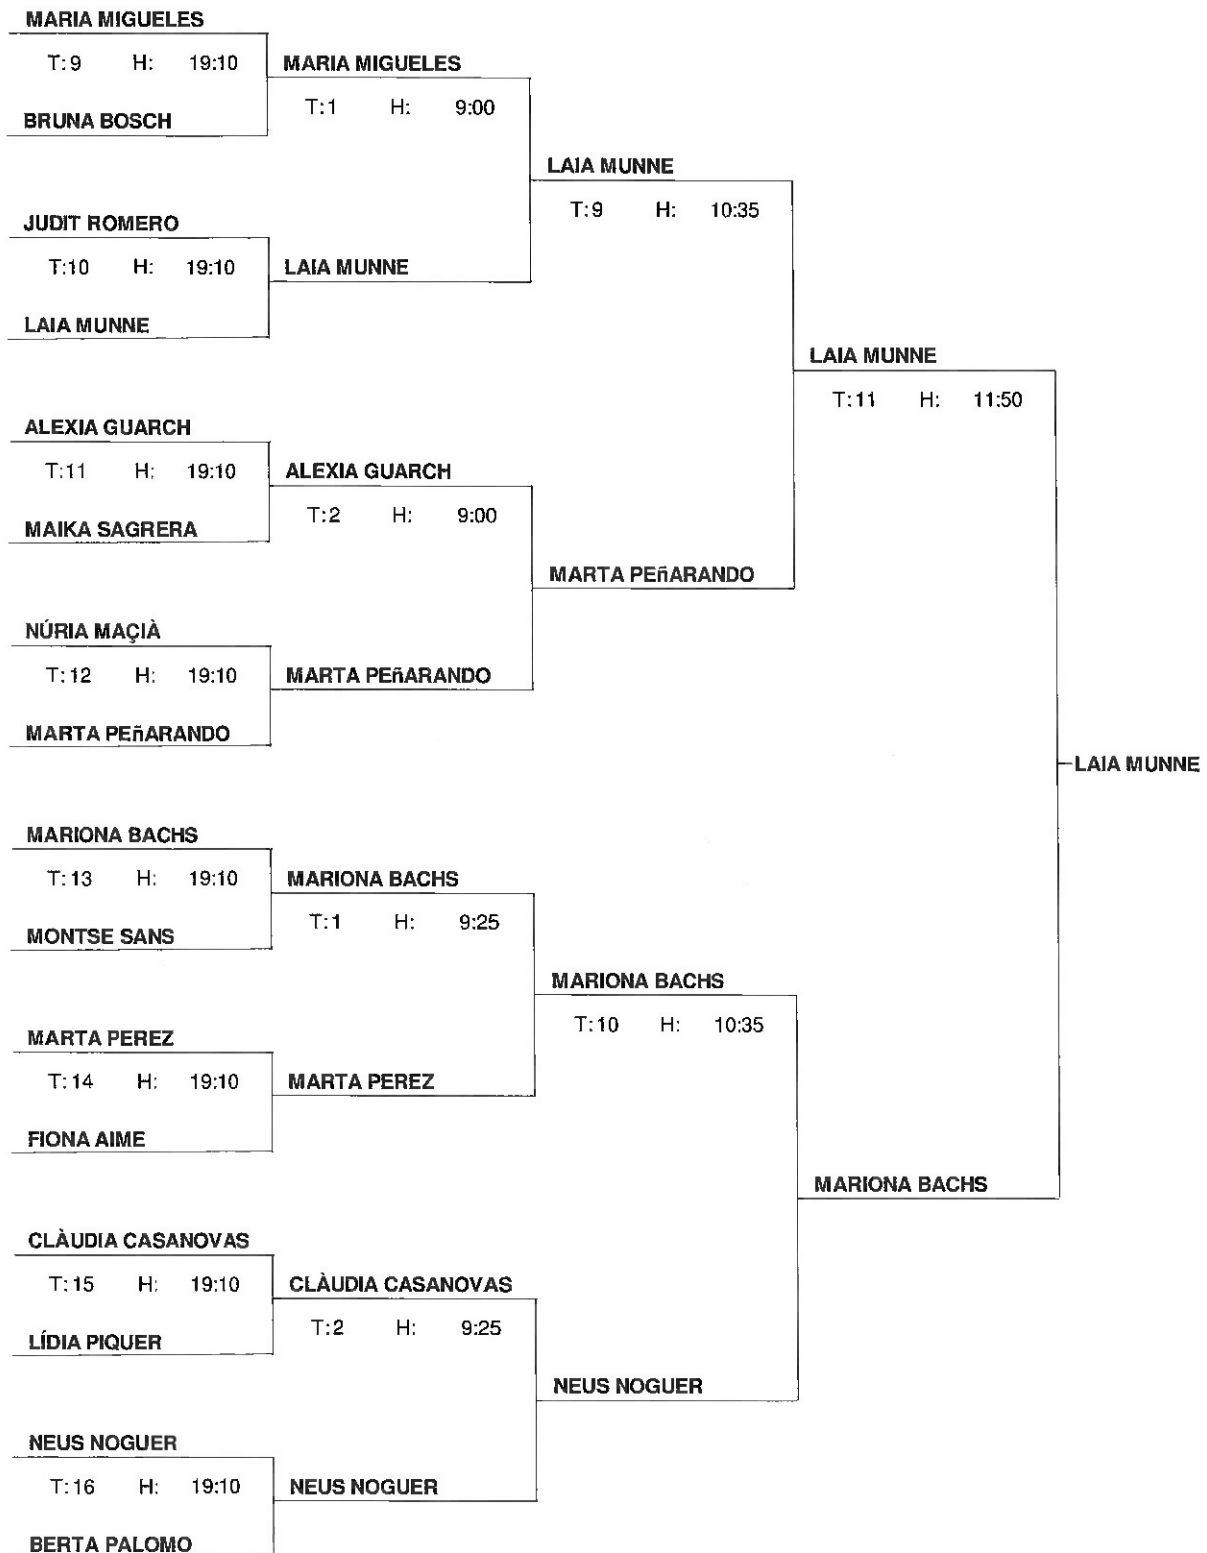 MARIA MIGUELES
T:9 H: 19:10
BRUNA BOSCH
MARIA MIGUELES
T:1 H: 9:00
JUDIT ROMERO
T:10 H: 19:10
LAIA MUNNE
LAIA MUNNE
LAIA MUNNE
T:9 H: 10:35
ALEXIA GUARCH
T:11 H: 19:10
MAIKA SAGRERA
ALEXIA GUARCH
T:2 H: 9:00
NÚRIA MAÇIÀ
T:12 H: 19:10
MARTA PEñARANDO
MARTA PEñARANDO
MARTA PEñARANDO
LAIA MUNNE
T:11 H: 11:50
LAIA MUNNE
MARIONA BACHS
T:13 H: 19:10
MONTSE SANS
MARIONA BACHS
T:1 H: 9:25
MARTA PEREZ
T:14 H: 19:10
FIONA AIME
MARTA PEREZ
MARIONA BACHS
T:10 H: 10:35
CLÀUDIA CASANOVAS
T:15 H: 19:10
LÍDIA PIQUER
CLÀUDIA CASANOVAS
T:2 H: 9:25
NEUS NOGUER
T:16 H: 19:10
BERTA PALOMO
NEUS NOGUER
NEUS NOGUER
MARIONA BACHS